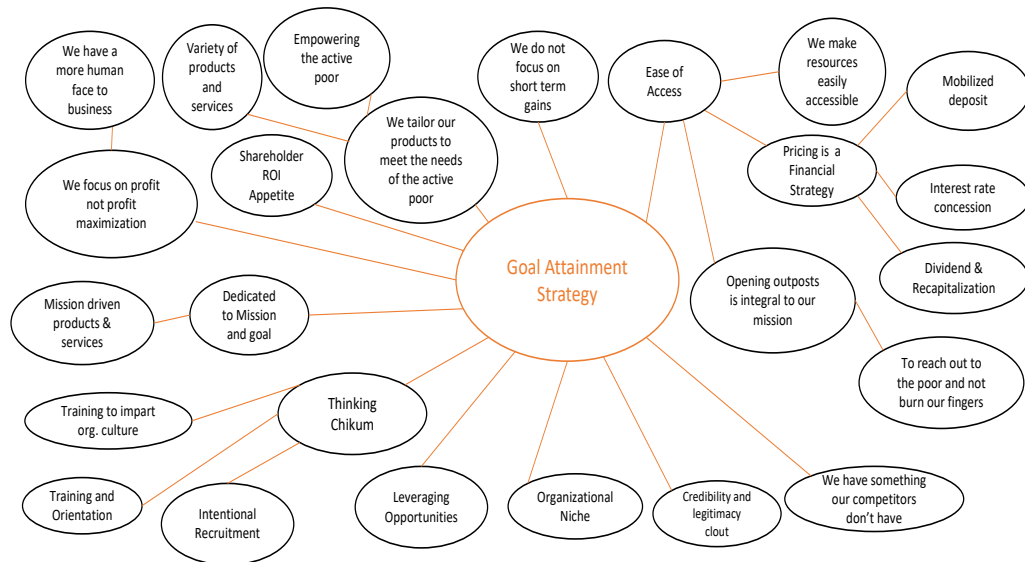 We have a
more human
face to
business
Variety of
products
and
services
Empowering
the active
poor
We do not
focus on
short term
gains
Ease of
Access
We make
resources
easily
accessible
Mobilized
deposit
We focus on profit
not profit
maximization
Shareholder
ROI
Appetite
We tailor our
products to
meet the needs
of the active
poor
Pricing is a
Financial
Strategy
Interest rate
concession
Goal Attainment
Strategy
Opening outposts
is integral to our
mission
Dividend &
Recapitalization
Mission driven
products &
services
Dedicated
to Mission
and goal
To reach out to
the poor and not
burn our fingers
Training to impart
org. culture
Thinking
Chikum
Training and
Orientation
Intentional
Recruitment
Leveraging
Opportunities
Organizational
Niche
Credibility and
legitimacy
clout
We have something
our competitors
don't have